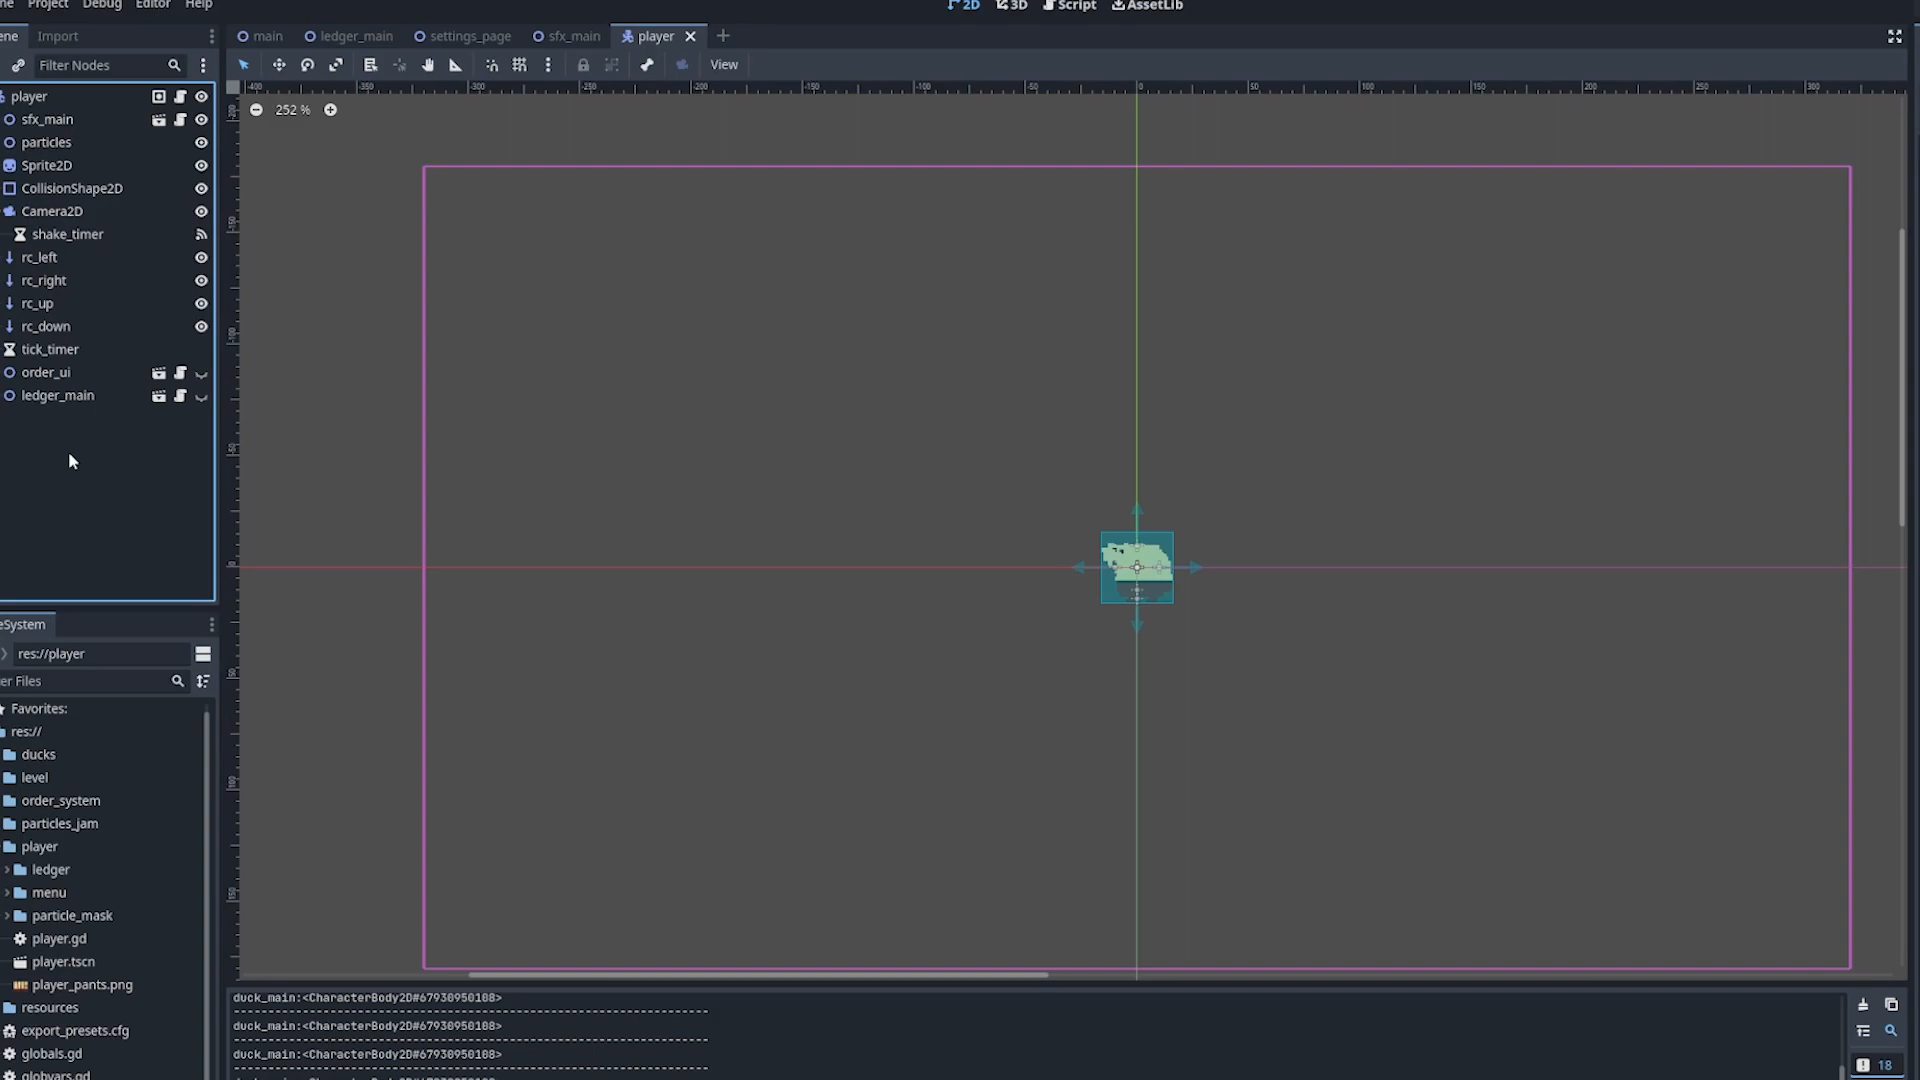 Project Debug Editor Help
2D 3D Script AssetLib
Import
main ledger_main settings_page sfx_main player
Filter Nodes
View
252 %
player
sfx_main
particles
Sprite2D
CollisionShape2D
Camera2D
shake_timer
rc_left
rc_right
rc_up
rc_down
tick_timer
order_ui
ledger_main
eSystem
res://player
er Files
Favorites:
res://
ducks
level
order_system
particles_jam
player
ledger
menu
particle_mask
player.gd
player.tscn
player_pants.png
resources
export_presets.cfg
globals.gd
globvars.gd
duck_main:<CharacterBody2D#67930950108>
duck_main:<CharacterBody2D#67930950108>
duck_main:<CharacterBody2D#67930950108>
18